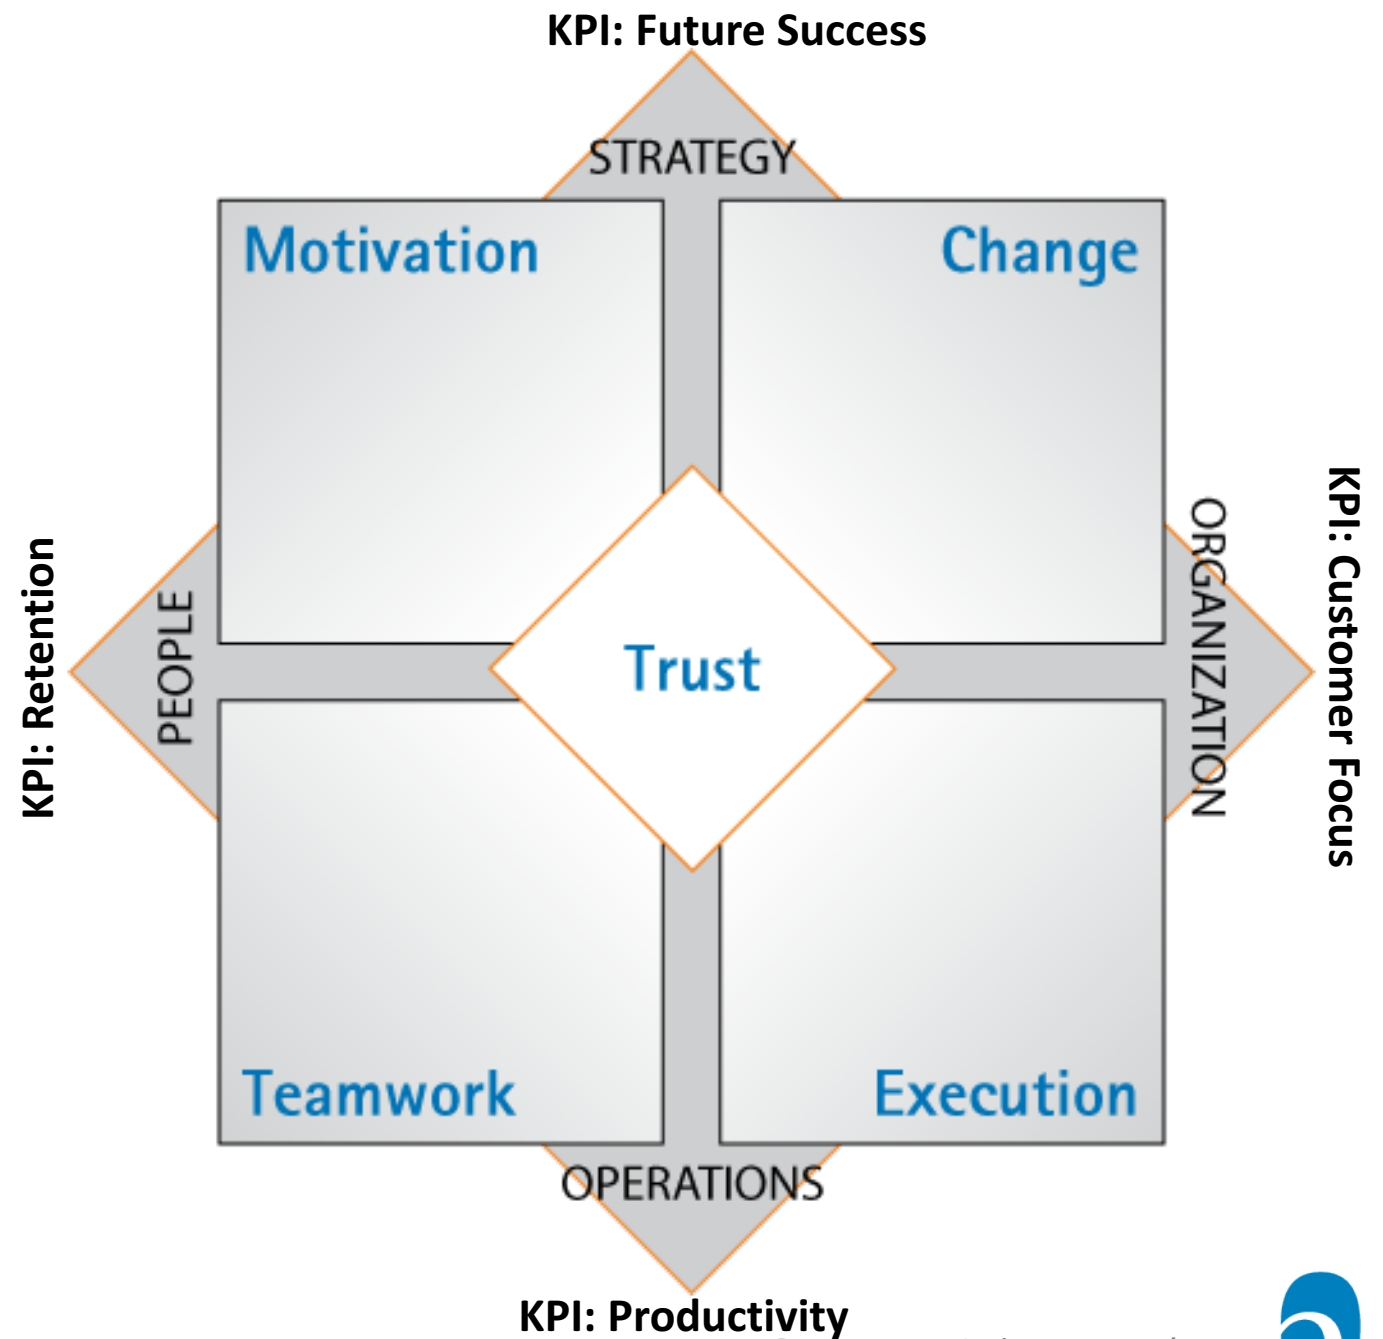 KPI: Future Success
STRATEGY
Motivation
Change
KPI: Retention
PEOPLE
Trust
ORGANIZATION
KPI: Customer Focus
Teamwork
Execution
OPERATIONS
KPI: Productivity